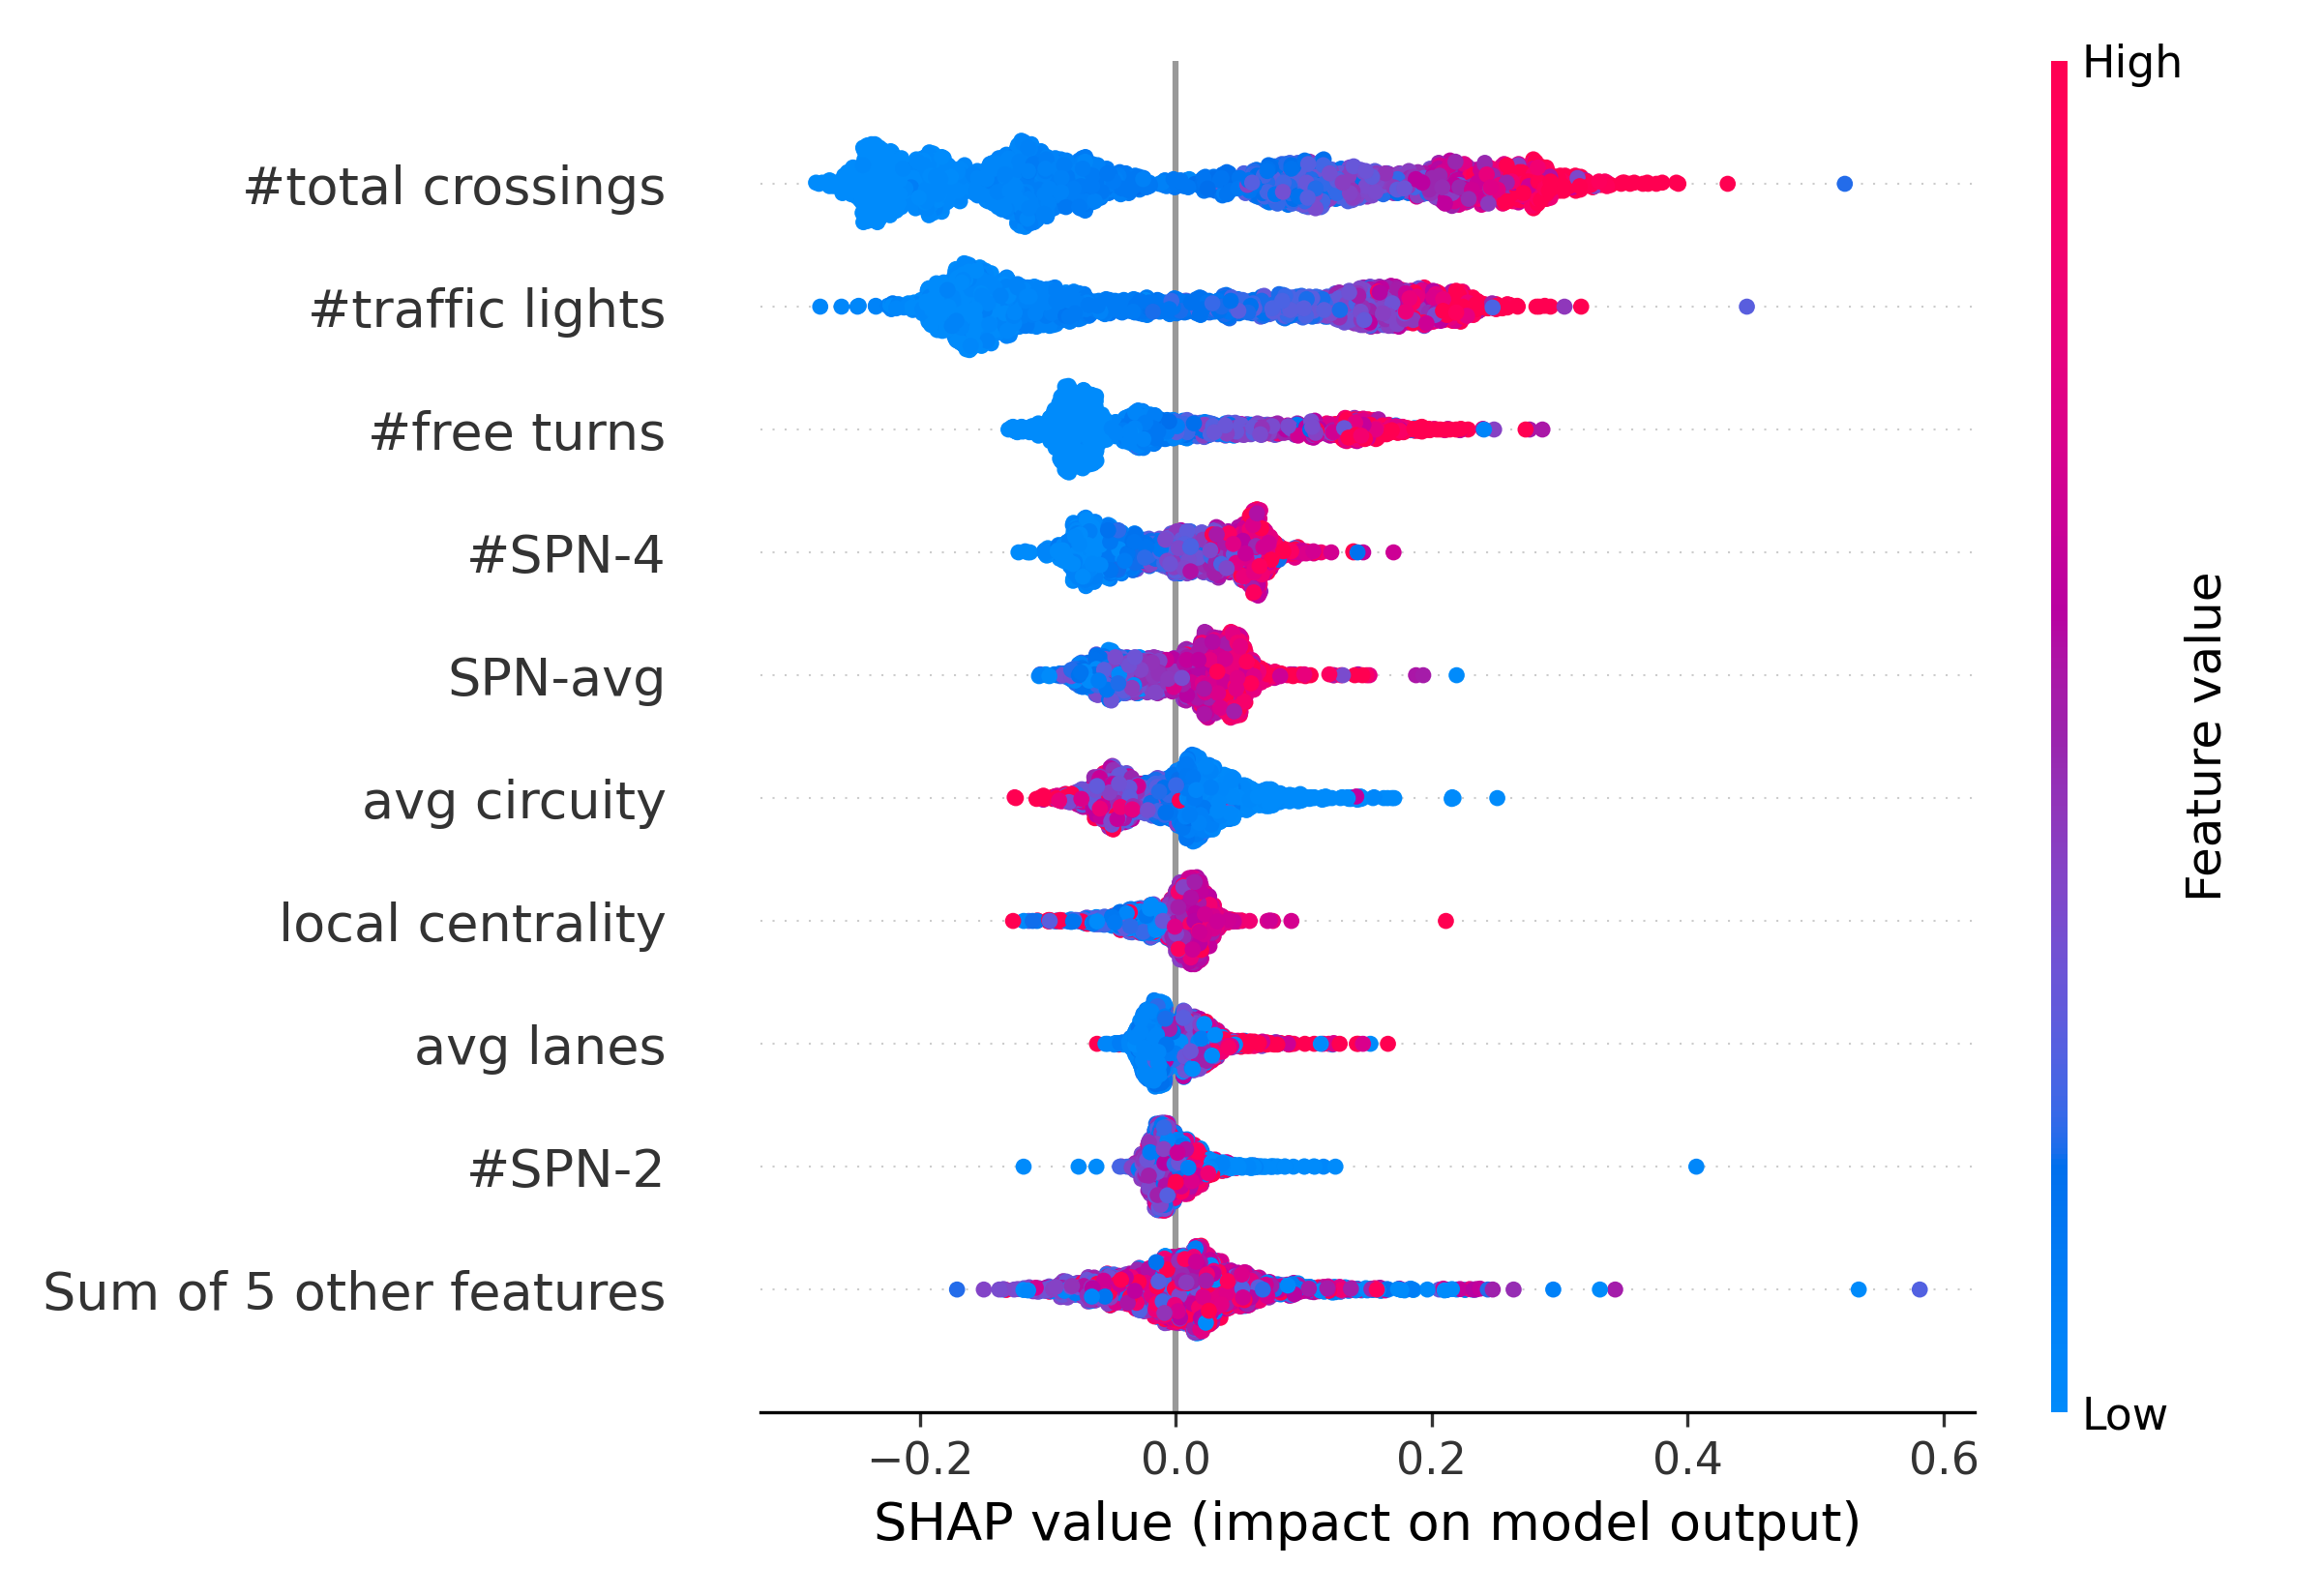 High
#total crossings
#traffic lights
#free turns
#SPN-4
SPN-avg
avg circuity
local centrality
avg lanes
#SPN-2
Sum of 5 other features
Feature value
Low
−0.2 0.0 0.2 0.4 0.6
SHAP value (impact on model output)